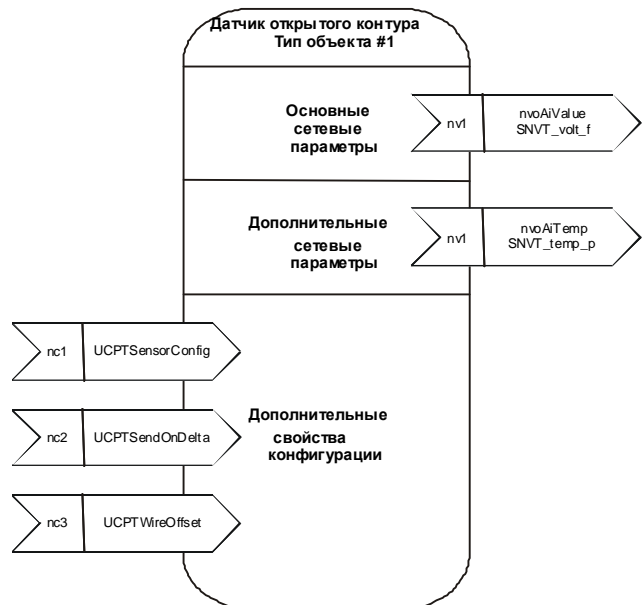 Датчик открытого контура
Тип объекта #1
Основные
сетевые
параметры
nv1
nvoAiValue
SNVT_volt_f
Дополнительные
сетевые
параметры
nv1
nvoAiTemp
SNVT_temp_p
nc1
UCPTSensorConfig
nc2
UCPTSendOnDelta
nc3
UCPTWireOffset
Дополнительные
свойства
конфигурации